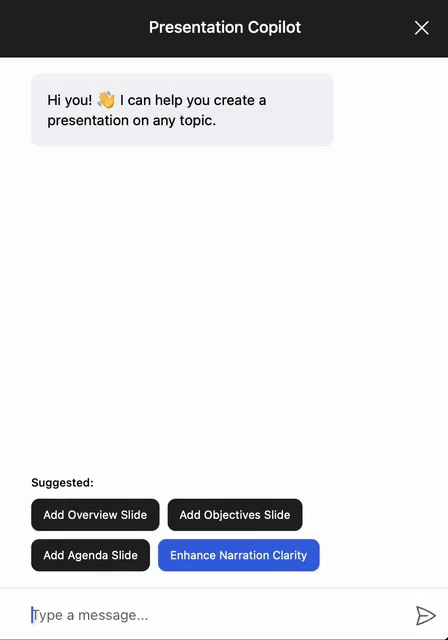 Presentation Copilot
Hi you! 👋 I can help you create a
presentation on any topic.
Suggested:
Add Overview Slide
Add Objectives Slide
Add Agenda Slide
Enhance Narration Clarity
Type a message...